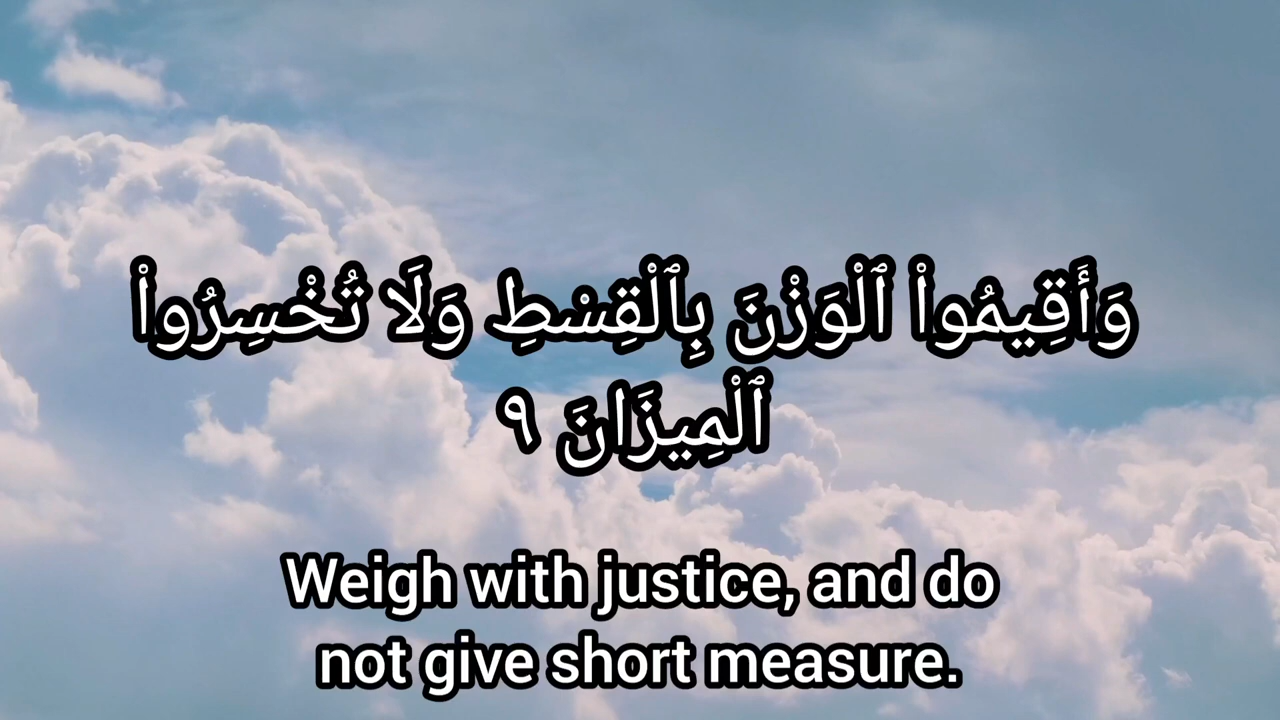 وَأَقِيمُوا۟ ٱلْوَزْنَ بِٱلْقِسْطِ وَلَا تُخْسِرُوا۟
ٱلْمِيزَانَ ٩
Weigh with justice, and do
not give short measure.